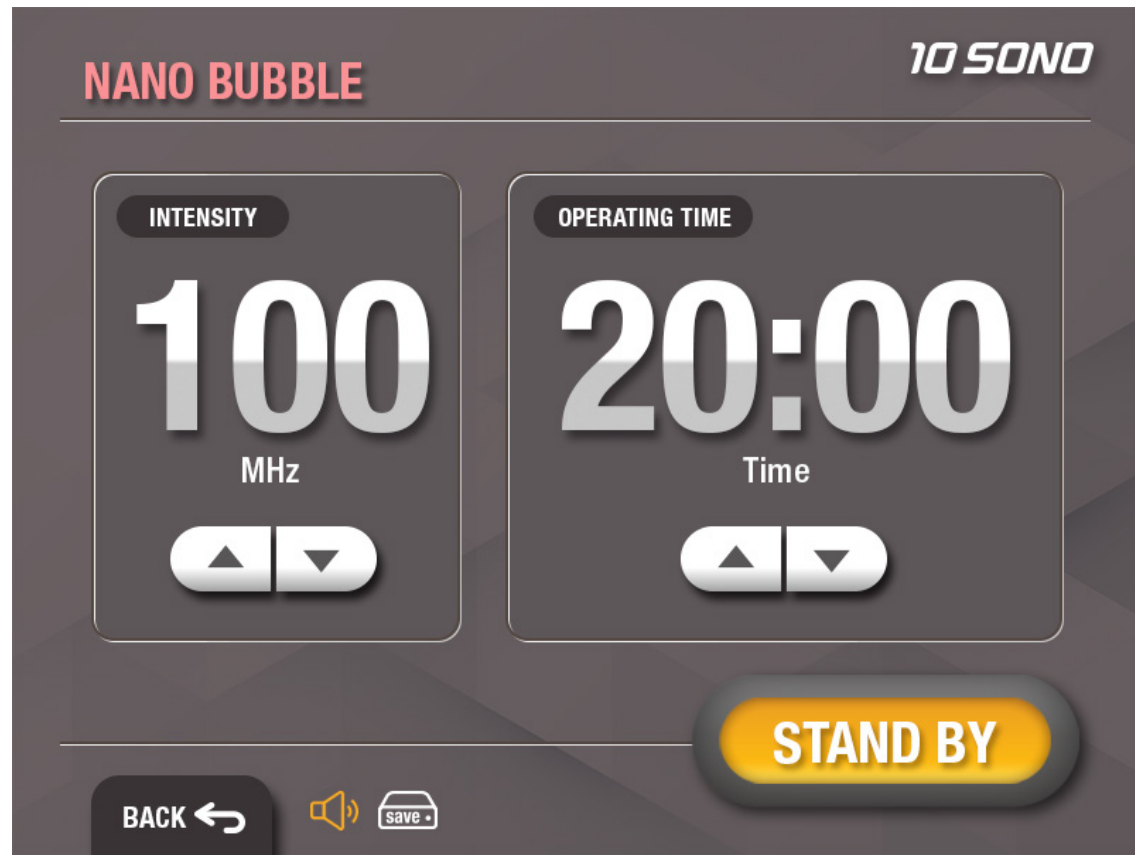 NANO BUBBLE
10 SONO
INTENSITY
100
MHz
OPERATING TIME
20:00
Time
STAND BY
BACK
save